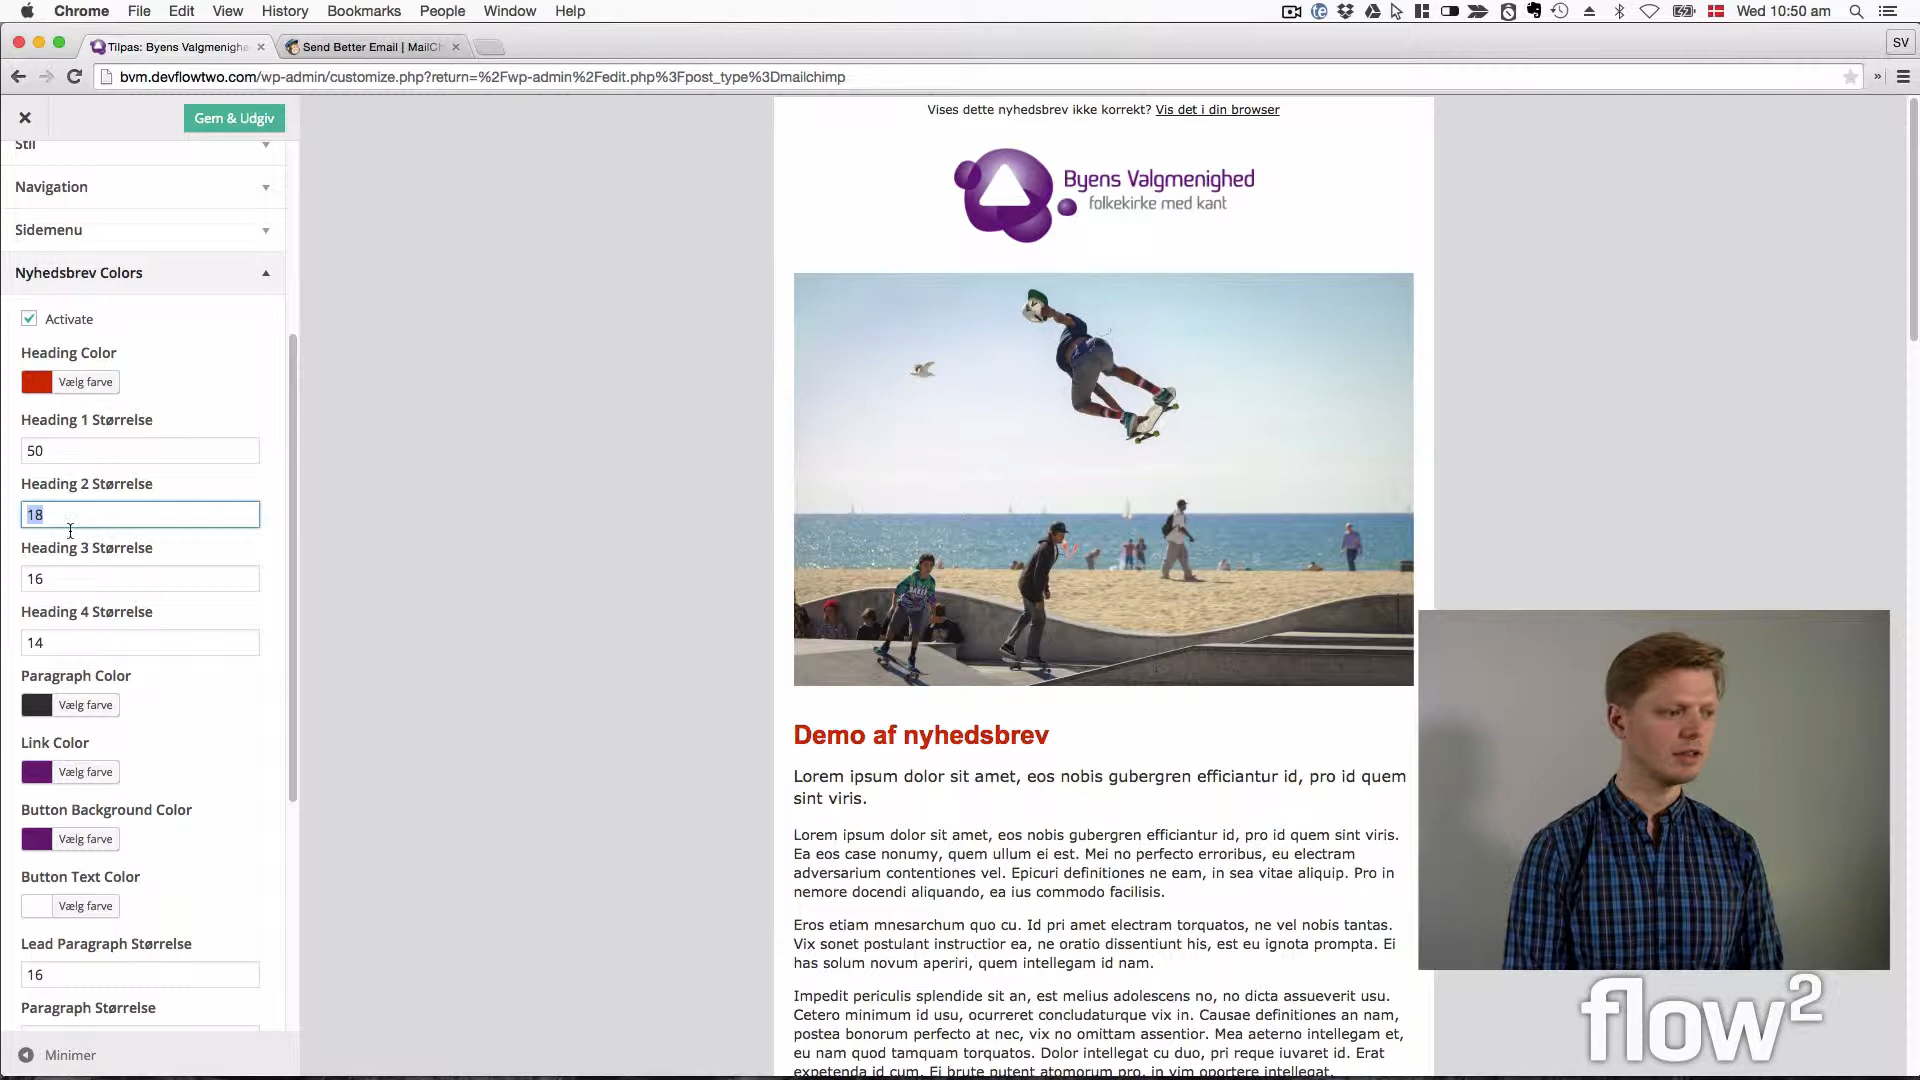 Chrome File Edit View History Bookmarks People Window Help
Wed 10:50 am
Tilpas: Byens Valgmenighe
Send Better Email | MailCh
SV
bvm.devflowtwo.com/wp-admin/customize.php?return=%2Fwp-admin%2Fedit.php%3Fpost_type%3Dmailchimp
Gem & Udgiv
Stil
Navigation
Sidemenu
Nyhedsbrev Colors
Activate
Heading Color
Vælg farve
Heading 1 Størrelse
50
Heading 2 Størrelse
18
Heading 3 Størrelse
16
Heading 4 Størrelse
14
Paragraph Color
Vælg farve
Link Color
Vælg farve
Button Background Color
Vælg farve
Button Text Color
Vælg farve
Lead Paragraph Størrelse
16
Paragraph Størrelse
Minimer
Vises dette nyhedsbrev ikke korrekt? Vis det i din browser
Byens Valgmenighed
folkekirke med kant
Demo af nyhedsbrev
Lorem ipsum dolor sit amet, eos nobis gubergren efficiantur id, pro id quem
sint viris.
Lorem ipsum dolor sit amet, eos nobis gubergren efficiantur id, pro id quem sint viris.
Ea eos case nonumy, quem ullum ei est. Mei no perfecto erroribus, eu electram
adversarium contentiones vel. Epicuri definitiones ne eam, in sea vitae aliquip. Pro in
nemore docendi aliquando, ea ius commodo facilisis.
Eros etiam mnesarchum quo cu. Id pri amet electram torquatos, ne vel nobis tantas.
Vix sonet postulant instructior ea, ne oratio dissentiunt his, est eu ignota prompta. Ei
has solum novum aperiri, quem intellegam id nam.
Impedit periculis splendide sit an, est melius adolescens no, no dicta assueverit usu.
Cetero minimum id usu, ocurreret concludaturque vix in. Causae definitiones an nam,
postea bonorum perfecto at nec, vix no omittam assentior. Mea aeterno intellegam et,
eu nam quod tamquam torquatos. Dolor intellegat cu duo, pri reque iuvaret id. Erat
expetenda id cum. Ei brute putent atomorum pro, in vim oportere intellegat.
flow2